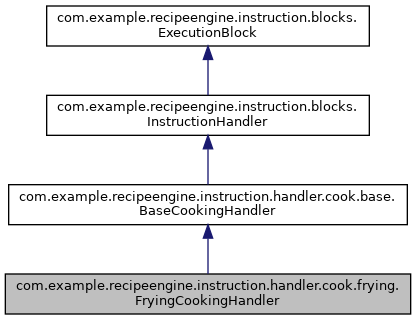 com.example.recipeengine.instruction.blocks.
ExecutionBlock
com.example.recipeengine.instruction.blocks.
InstructionHandler
com.example.recipeengine.instruction.handler.cook.base.
BaseCookingHandler
com.example.recipeengine.instruction.handler.cook.frying.
FryingCookingHandler